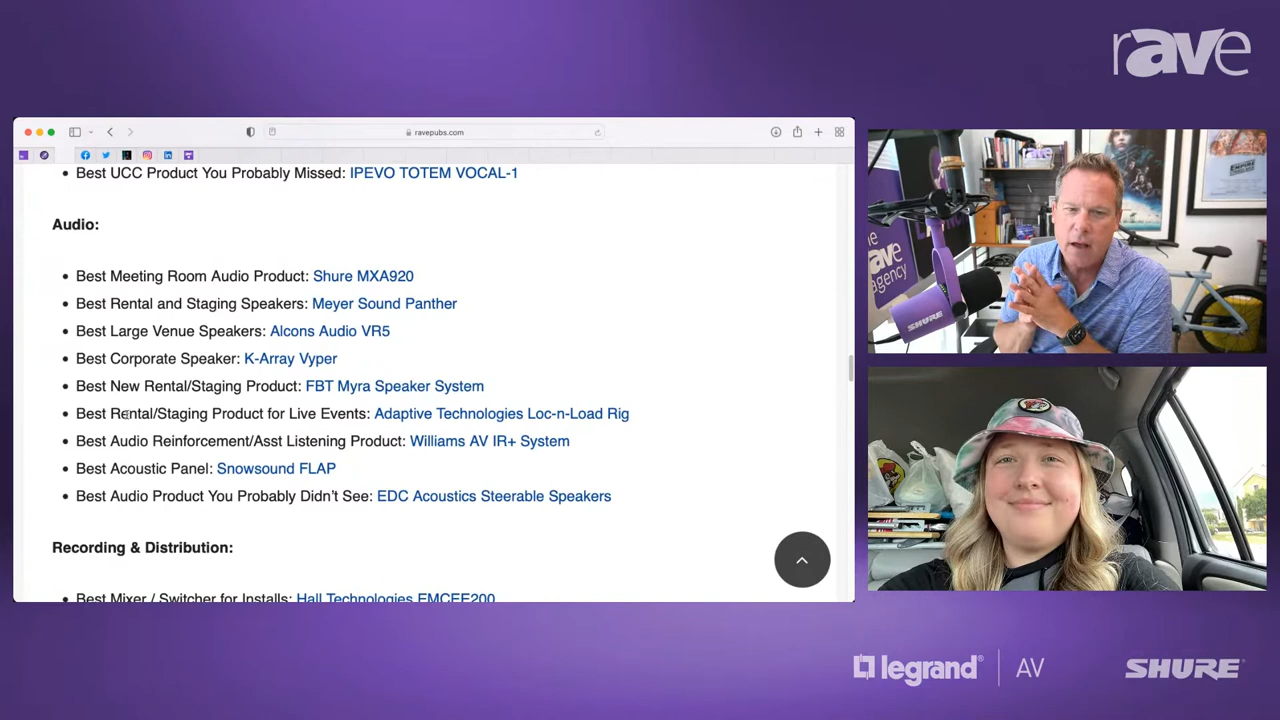 rave
ravepubs.com
Best UCC Product You Probably Missed: IPEVO TOTEM VOCAL-1
Audio:
Best Meeting Room Audio Product: Shure MXA920
Best Rental and Staging Speakers: Meyer Sound Panther
Best Large Venue Speakers: Alcons Audio VR5
Best Corporate Speaker: K-Array Vyper
Best New Rental/Staging Product: FBT Myra Speaker System
Best Rental/Staging Product for Live Events: Adaptive Technologies Loc-n-Load Rig
Best Audio Reinforcement/Asst Listening Product: Williams AV IR+ System
Best Acoustic Panel: Snowsound FLAP
Best Audio Product You Probably Didn't See: EDC Acoustics Steerable Speakers
Recording & Distribution:
Best Mixer / Switcher for Installs: Hall Technologies EMCEE200
the
rave
agency
SHURE
EMPIRE
legrand® | AV
SHURE